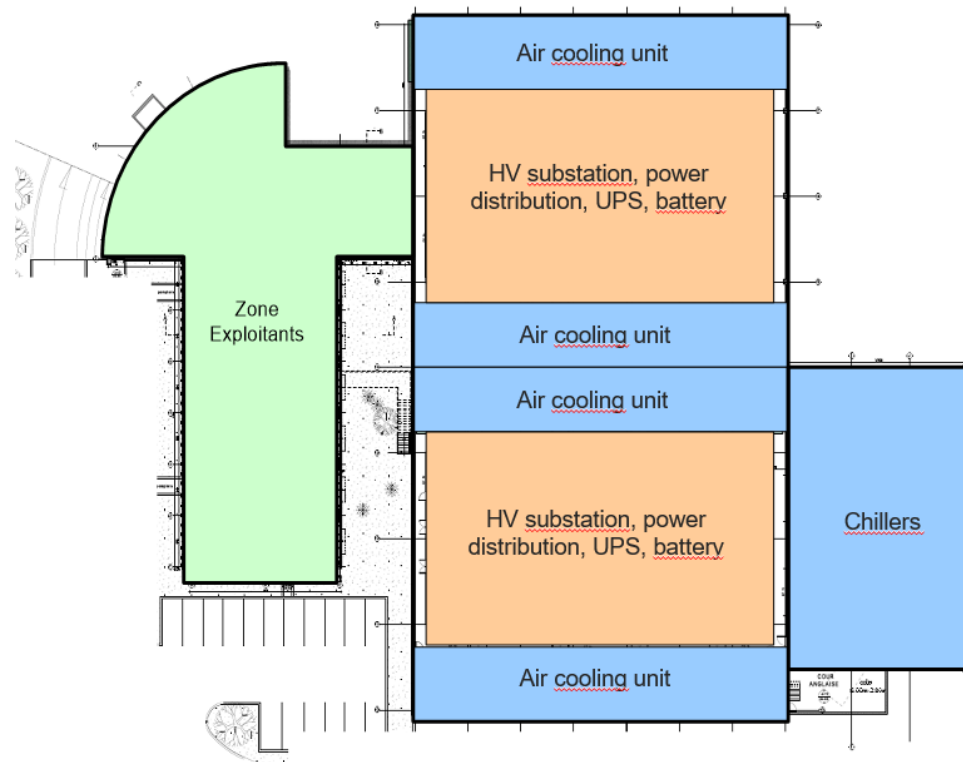 Air cooling unit
HV substation, power
distribution, UPS, battery
Zone
Exploitants
Air cooling unit
Air cooling unit
HV substation, power
distribution, UPS, battery
Chillers
Air cooling unit
COUR
ANGLAISE